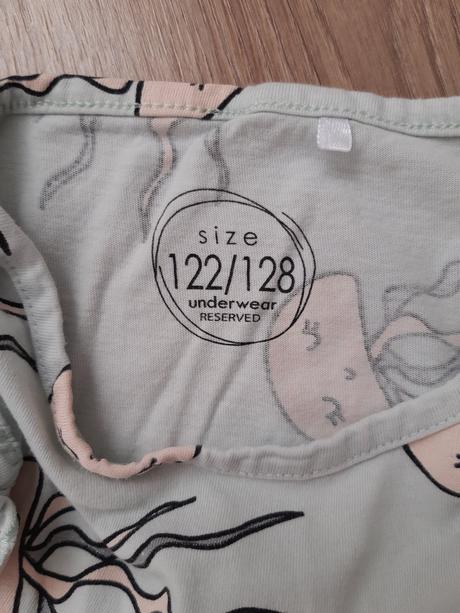 size
122/128
underwear
RESERVED